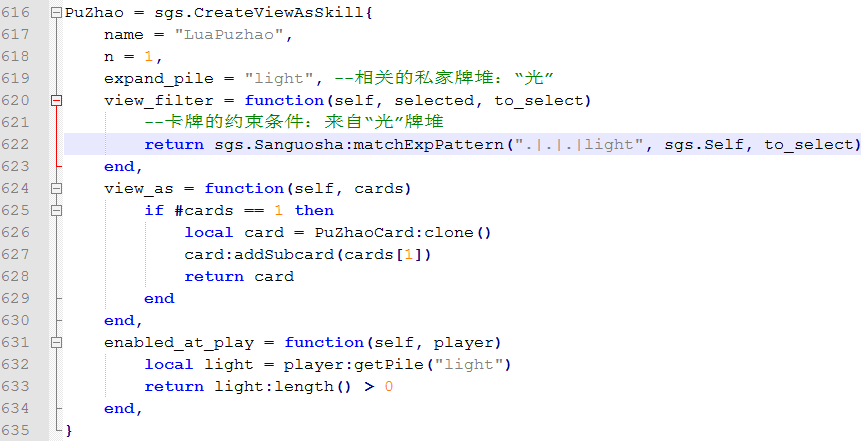 616 PuZhao = sgs.CreateViewAsSkill{
617     name = "LuaPuzhao",
618     n = 1,
619     expand_pile = "light", --相关的私家牌堆：“光”
620     view_filter = function(self, selected, to_select)
621         --卡牌的约束条件：来自“光”牌堆
622         return sgs.Sanguosha:matchExpPattern(".|.|.|light", sgs.Self, to_select)
623     end,
624     view_as = function(self, cards)
625         if #cards == 1 then
626             local card = PuZhaoCard:clone()
627             card:addSubcard(cards[1])
628             return card
629         end
630     end,
631     enabled_at_play = function(self, player)
632         local light = player:getPile("light")
633         return light:length() > 0
634     end,
635 }